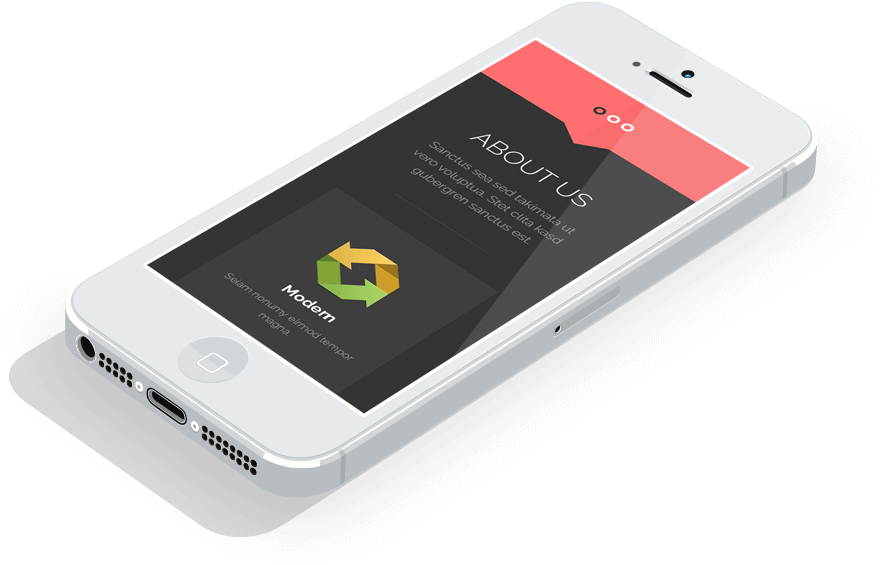 ABOUT US
Sanctus sea sed takimata ut
vero voluptua. Stet clita kasd
gubergren sanctus est.
Modern
Seiam nonumy eirmod tempor
magna